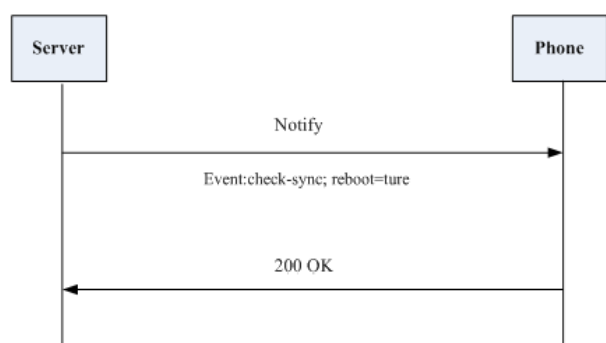 Server
Phone
Notify
Event:check-sync; reboot=ture
200 OK